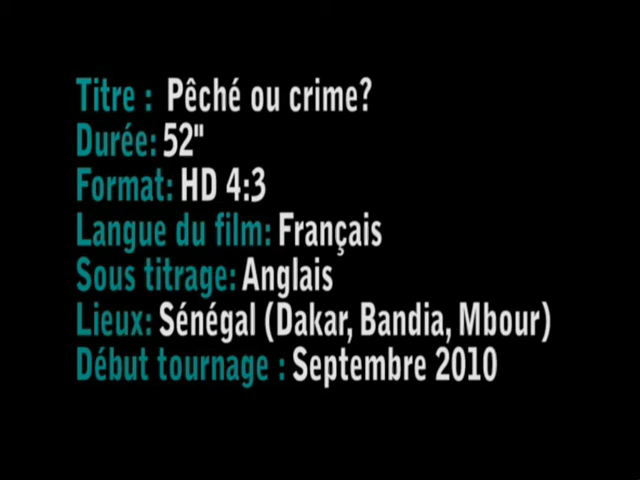 Titre : Pêché ou crime?
Durée: 52"
Format: HD 4:3
Langue du film: Français
Sous titrage: Anglais
Lieux: Sénégal (Dakar, Bandia, Mbour)
Début tournage : Septembre 2010